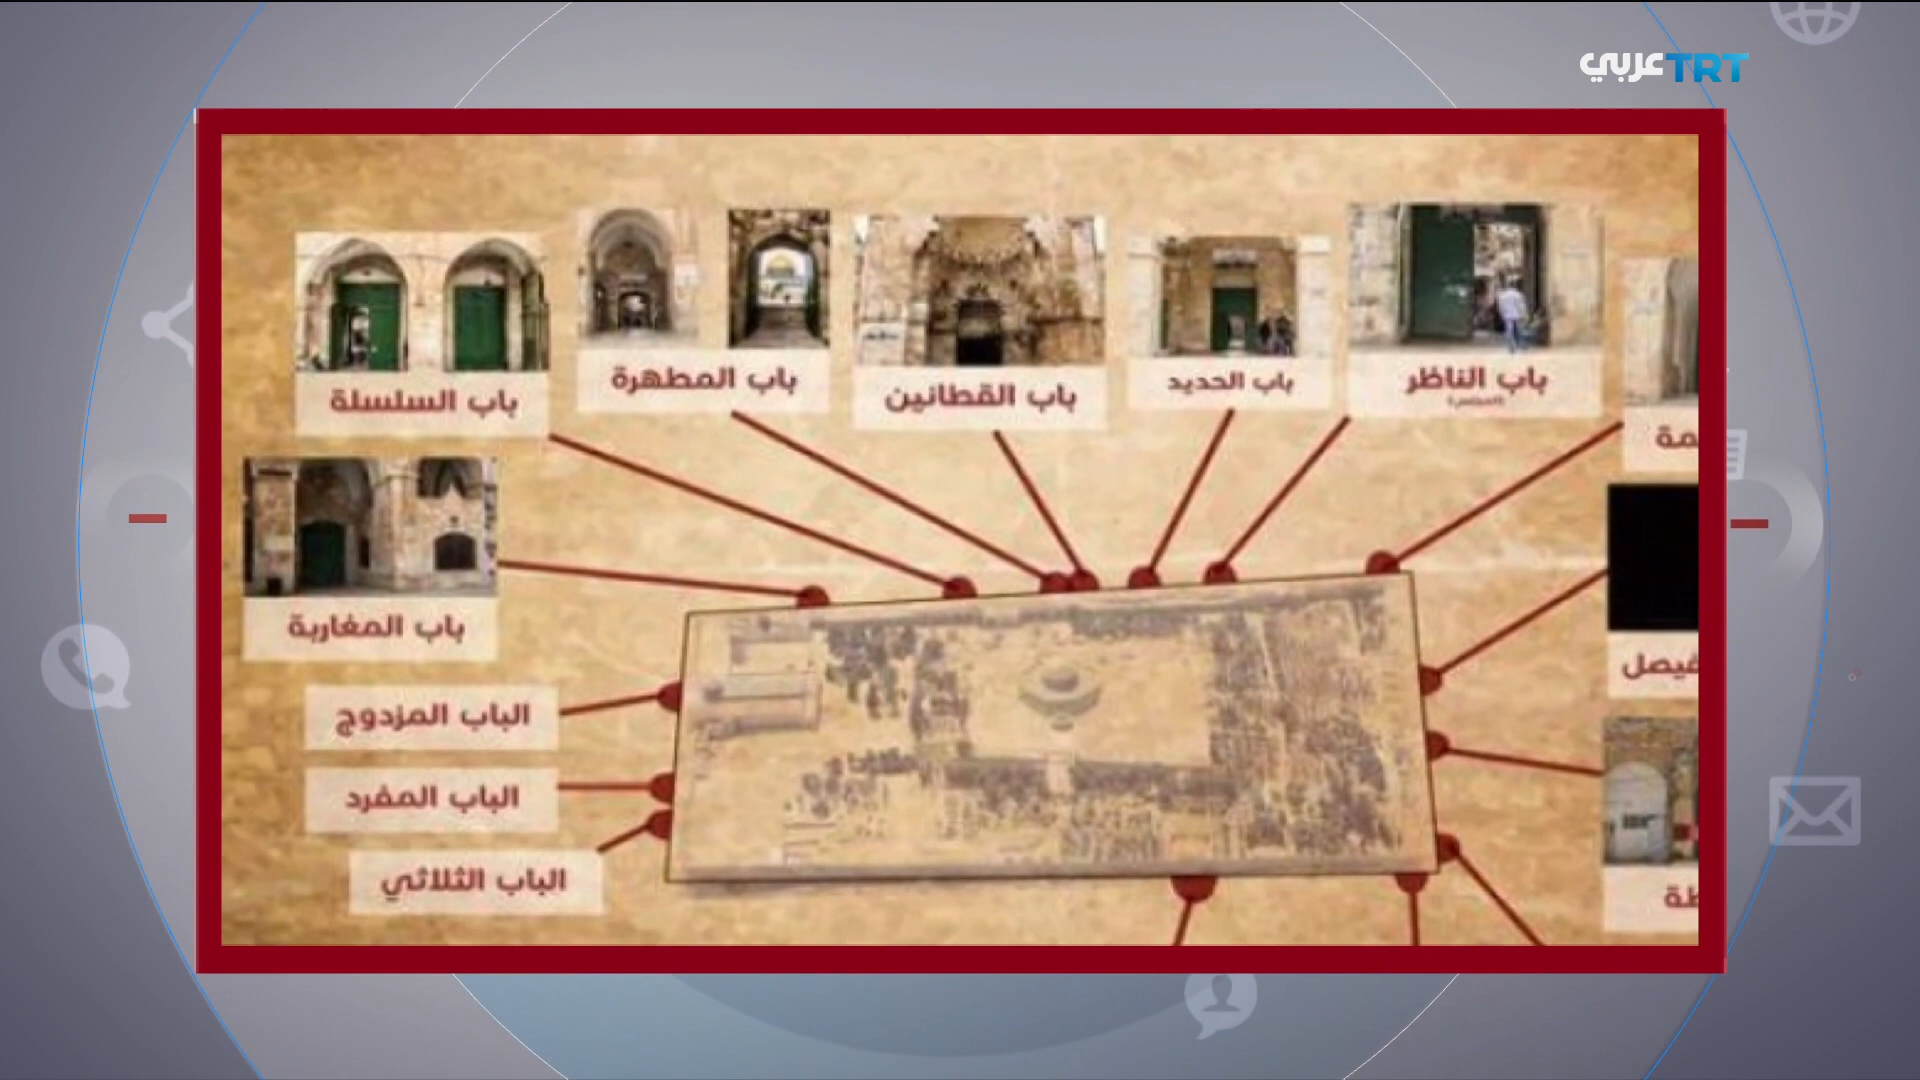 TRT عربي
باب الناظر
باب الحديد
باب القطانين
باب المطهرة
باب السلسلة
باب المغاربة
فيصل
الباب المزدوج
الباب المفرد
الباب الثلاثي